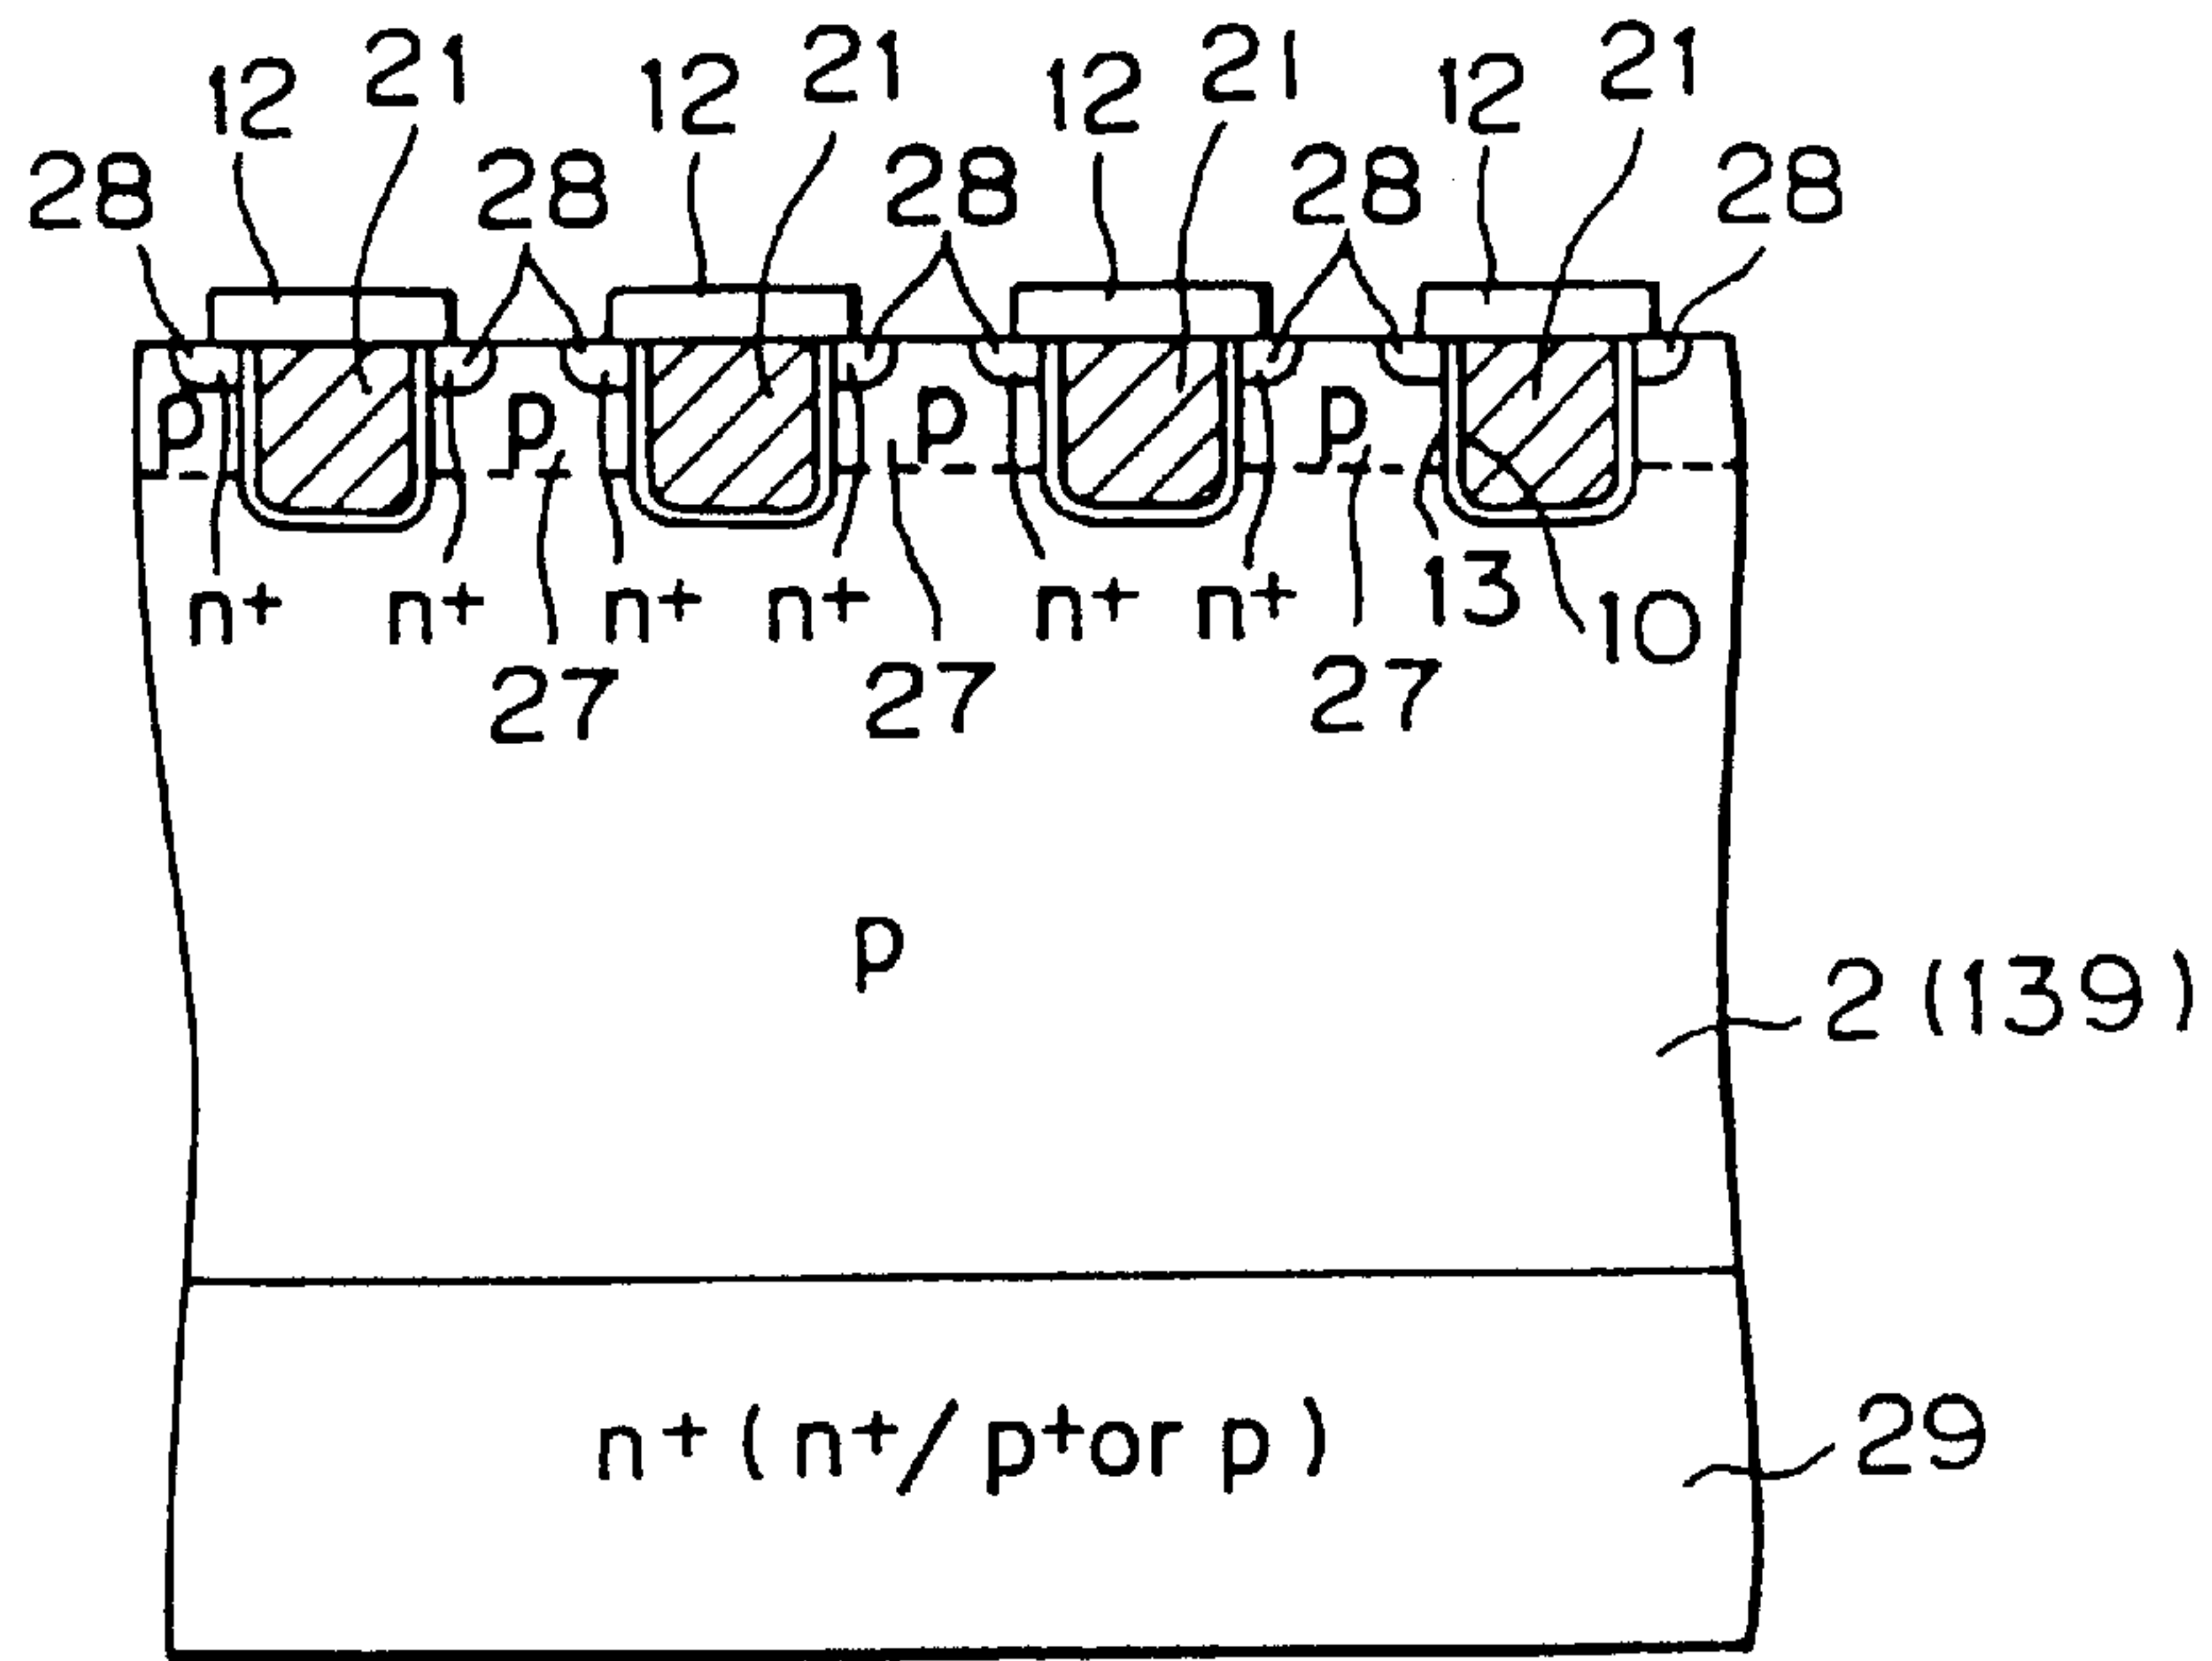 12 21 12 21 12 21 12 21
28 28 28 28 28
p p p p
n+ n+ n+ n+ n+ n+ 13 10
27 27 27
p
2 (139)
n+ (n+/p+ or p)
29